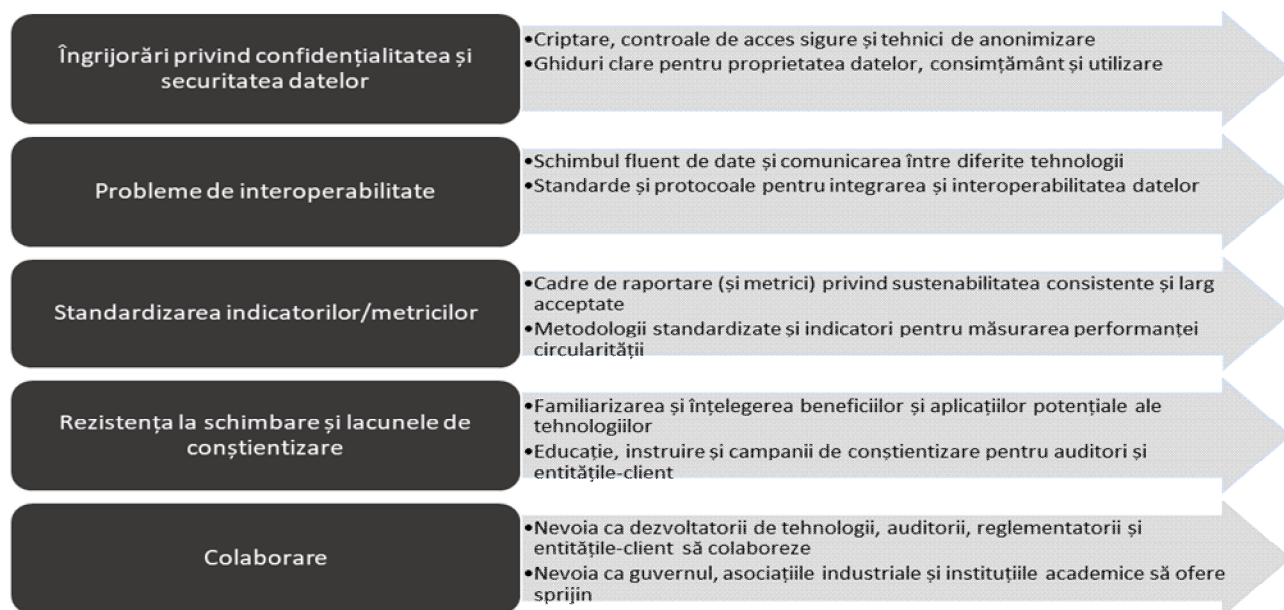 Îngrijorări privind confidențialitatea și
securitatea datelor
•Criptare, controale de acces sigure și tehnici de anonimizare
•Ghiduri clare pentru proprietatea datelor, consimțământ și utilizare
Probleme de interoperabilitate
•Schimbul fluent de date și comunicarea între diferite tehnologii
•Standarde și protocoale pentru integrarea și interoperabilitatea datelor
Standardizarea indicatorilor/metricilor
•Cadre de raportare (și metrici) privind sustenabilitatea consistente și larg
acceptate
•Metodologii standardizate și indicatori pentru măsurarea performanței
circularității
Rezistența la schimbare și lacunele de
conștientizare
•Familiarizarea și înțelegerea beneficiilor și aplicațiilor potențiale ale
tehnologiilor
•Educație, instruire și campanii de conștientizare pentru auditori și
entitățile-client
Colaborare
•Nevoia ca dezvoltatorii de tehnologii, auditorii, reglementatorii și
entitățile-client să colaboreze
•Nevoia ca guvernul, asociațiile industriale și instituțiile academice să ofere
sprijin